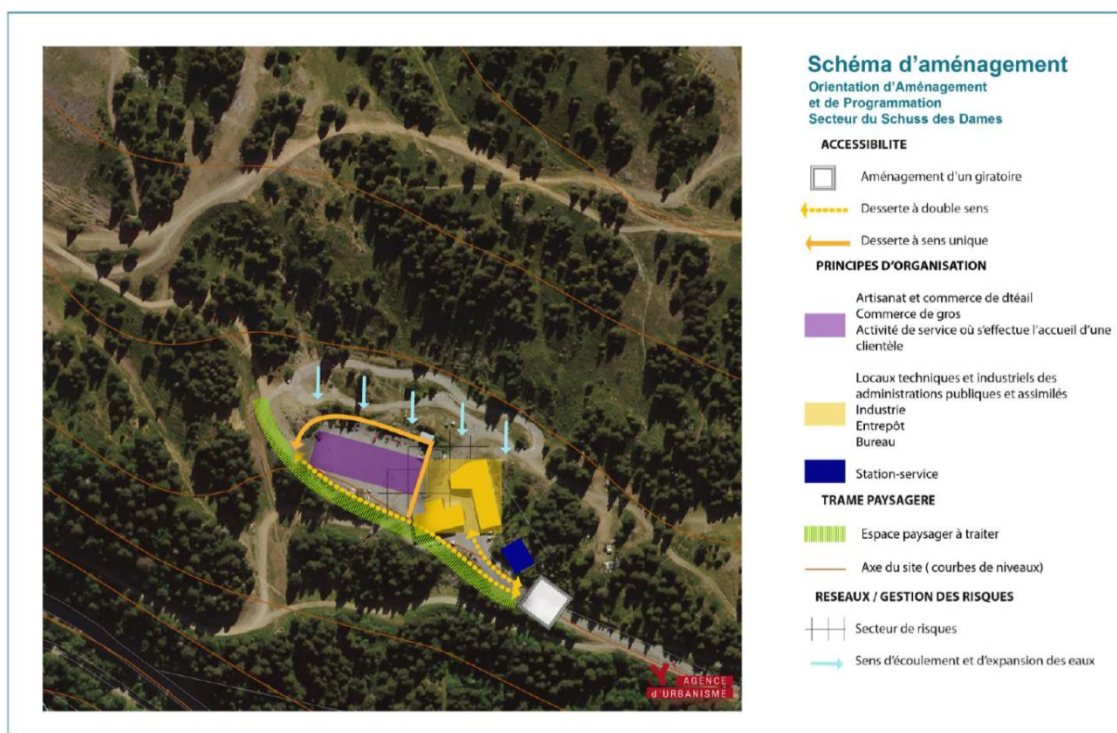 Schéma d'aménagement
Orientation d'Aménagement
et de Programmation
Secteur du Schuss des Dames
ACCESSIBILITE
Aménagement d'un giratoire
Desserte à double sens
Desserte à sens unique
PRINCIPES D'ORGANISATION
Artisanat et commerce de dtéail
Commerce de gros
Activité de service où s'effectue l'accueil d'une
clientèle
Locaux techniques et industriels des
administrations publiques et assimilés
Industrie
Entrepôt
Bureau
Station-service
TRAME PAYSAGERE
Espace paysager à traiter
Axe du site ( courbes de niveaux)
RESEAUX / GESTION DES RISQUES
Secteur de risques
Sens d'écoulement et d'expansion des eaux
AGENCE
d'URBANISME